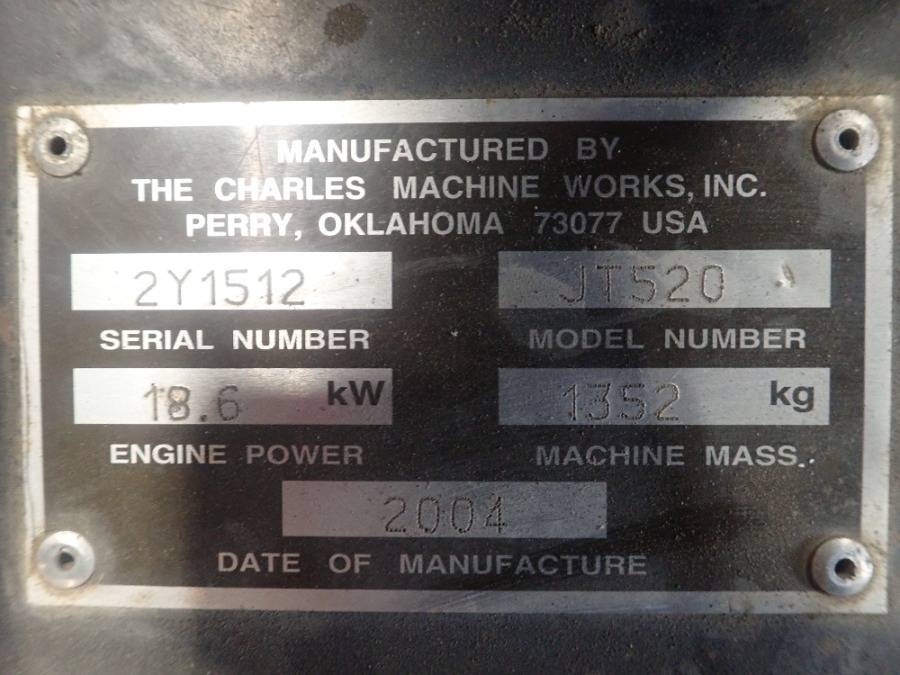 MANUFACTURED BY
THE CHARLES MACHINE WORKS, INC.
PERRY, OKLAHOMA 73077 USA
2Y1512 JT520
SERIAL NUMBER MODEL NUMBER
18.6 kW 1352 kg
ENGINE POWER MACHINE MASS
2004
DATE OF MANUFACTURE